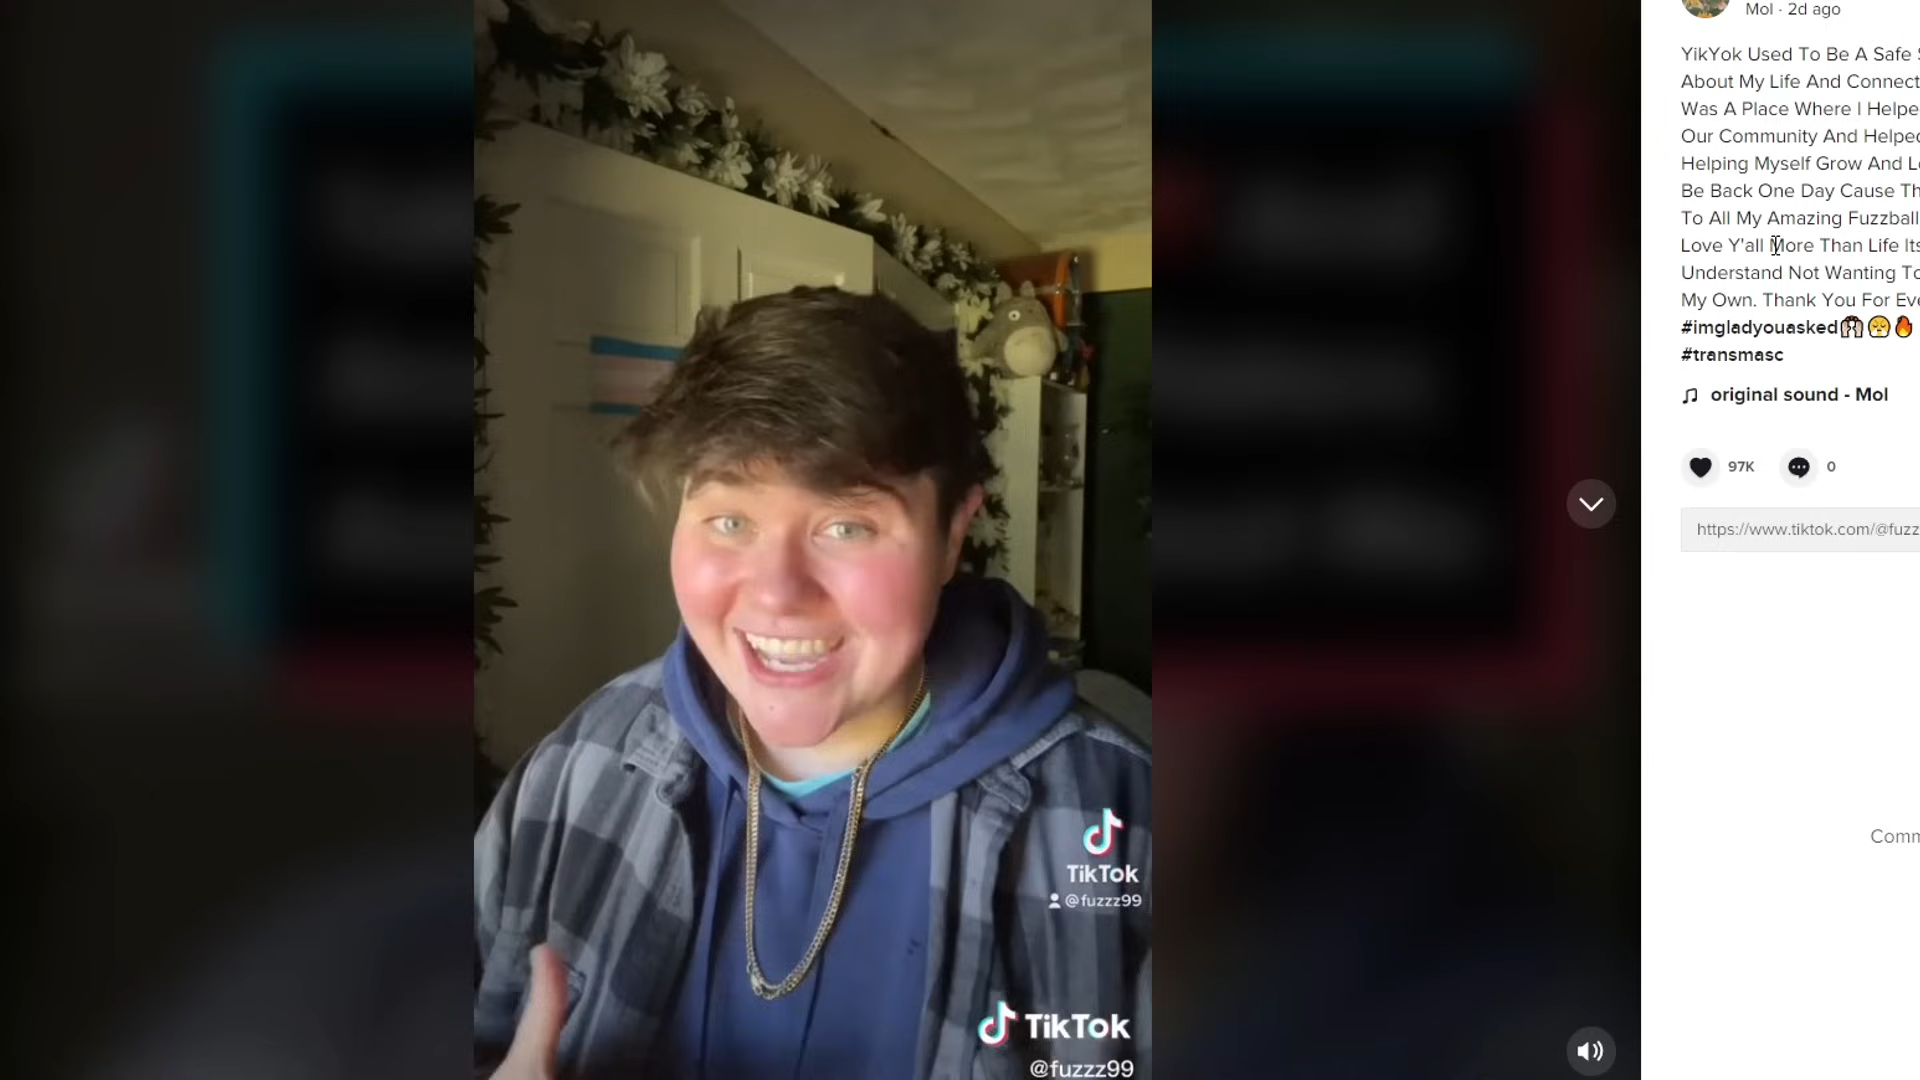 Mol · 2d ago
YikYok Used To Be A Safe
About My Life And Connect
Was A Place Where I Helpe
Our Community And Helped
Helping Myself Grow And Lo
Be Back One Day Cause Th
To All My Amazing Fuzzball
Love Y'all More Than Life Its
Understand Not Wanting To
My Own. Thank You For Eve
#imgladyouasked
#transmasc
original sound - Mol
97K
0
https://www.tiktok.com/@fuzz
Comm
TikTok
@fuzzz99
TikTok
@fuzzz99